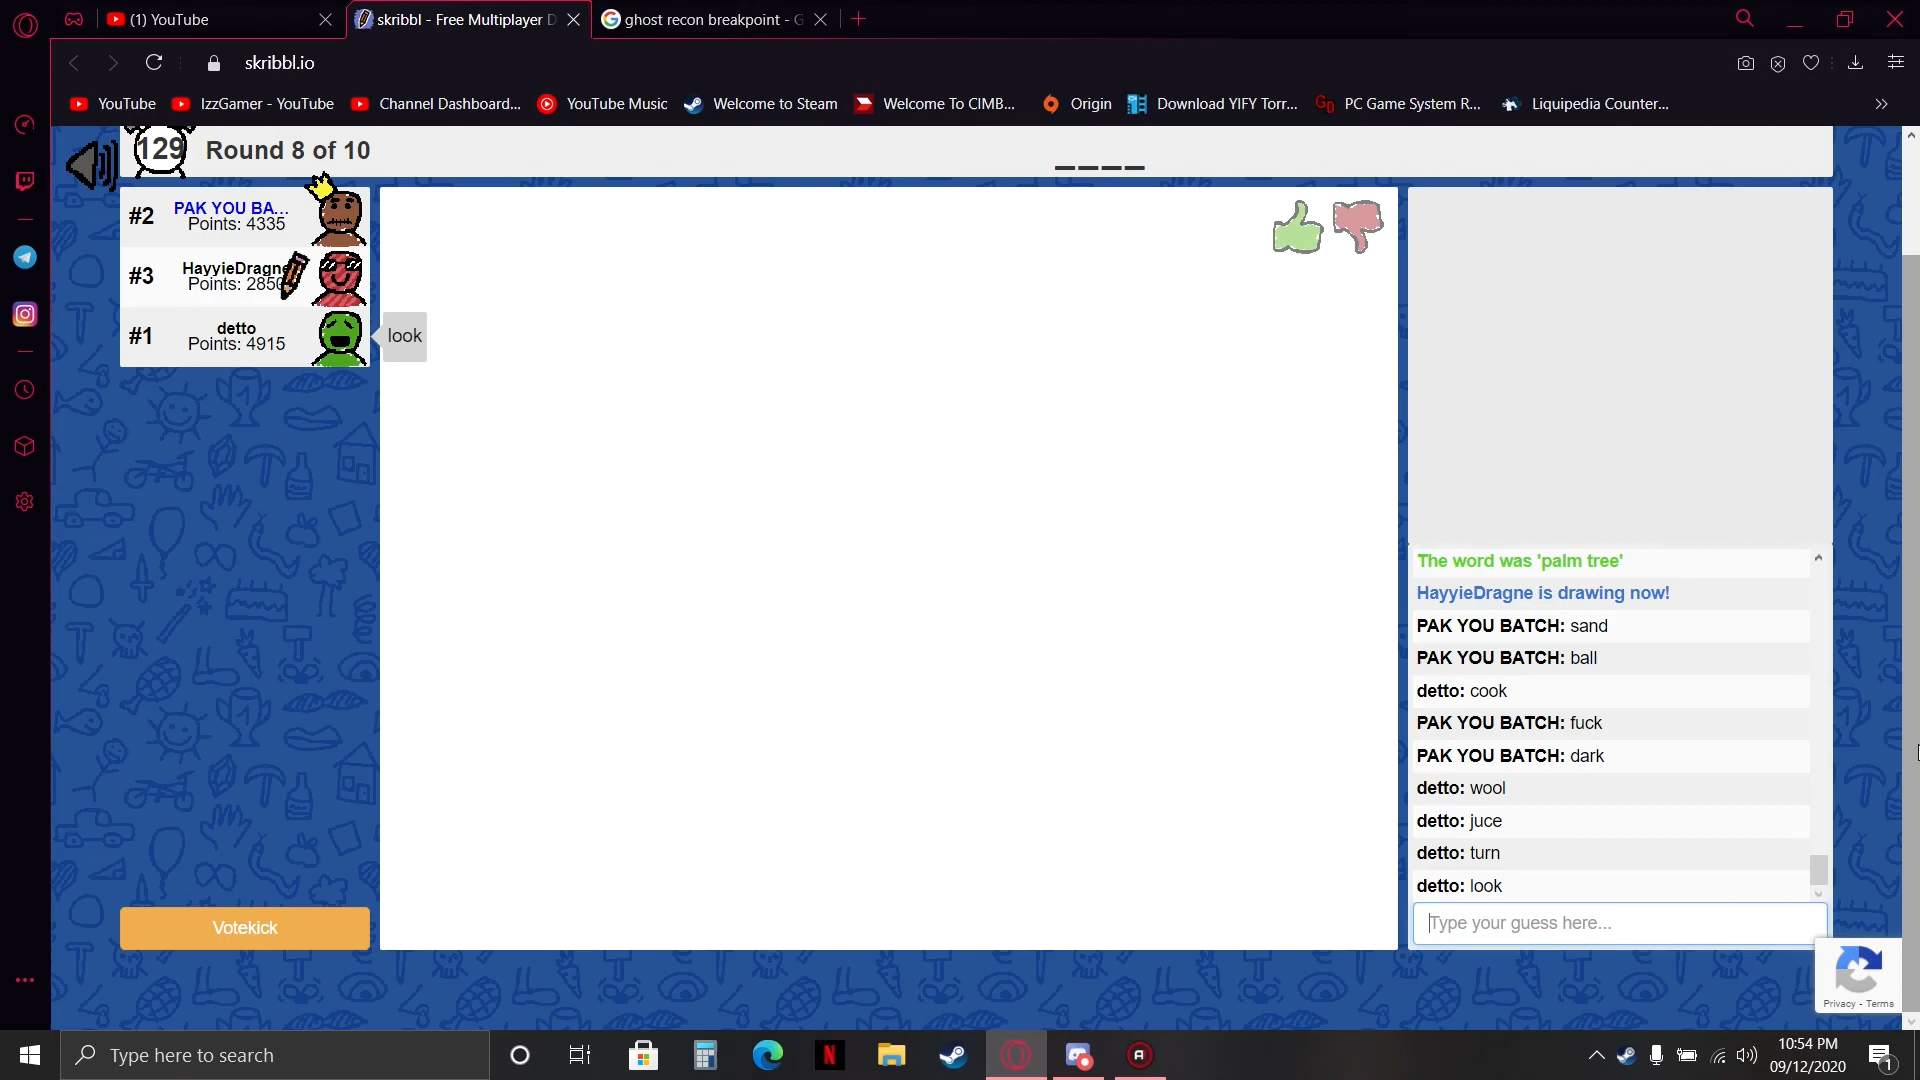 (1) YouTube
skribbl - Free Multiplayer D
ghost recon breakpoint - G
skribbl.io
YouTube
IzzGamer - YouTube
Channel Dashboard...
YouTube Music
Welcome to Steam
Welcome To CIMB...
Origin
Download YIFY Torr...
GD
PC Game System R...
Liquipedia Counter...
129
Round 8 of 10
_ _ _ _
#2
PAK YOU BA...
Points: 4335
#3
HayyieDragne
Points: 2850
#1
detto
Points: 4915
look
Votekick
The word was 'palm tree'
HayyieDragne is drawing now!
PAK YOU BATCH: sand
PAK YOU BATCH: ball
detto: cook
PAK YOU BATCH: fuck
PAK YOU BATCH: dark
detto: wool
detto: juce
detto: turn
detto: look
Type your guess here...
Privacy - Terms
Type here to search
N
A
10:54 PM
09/12/2020
1